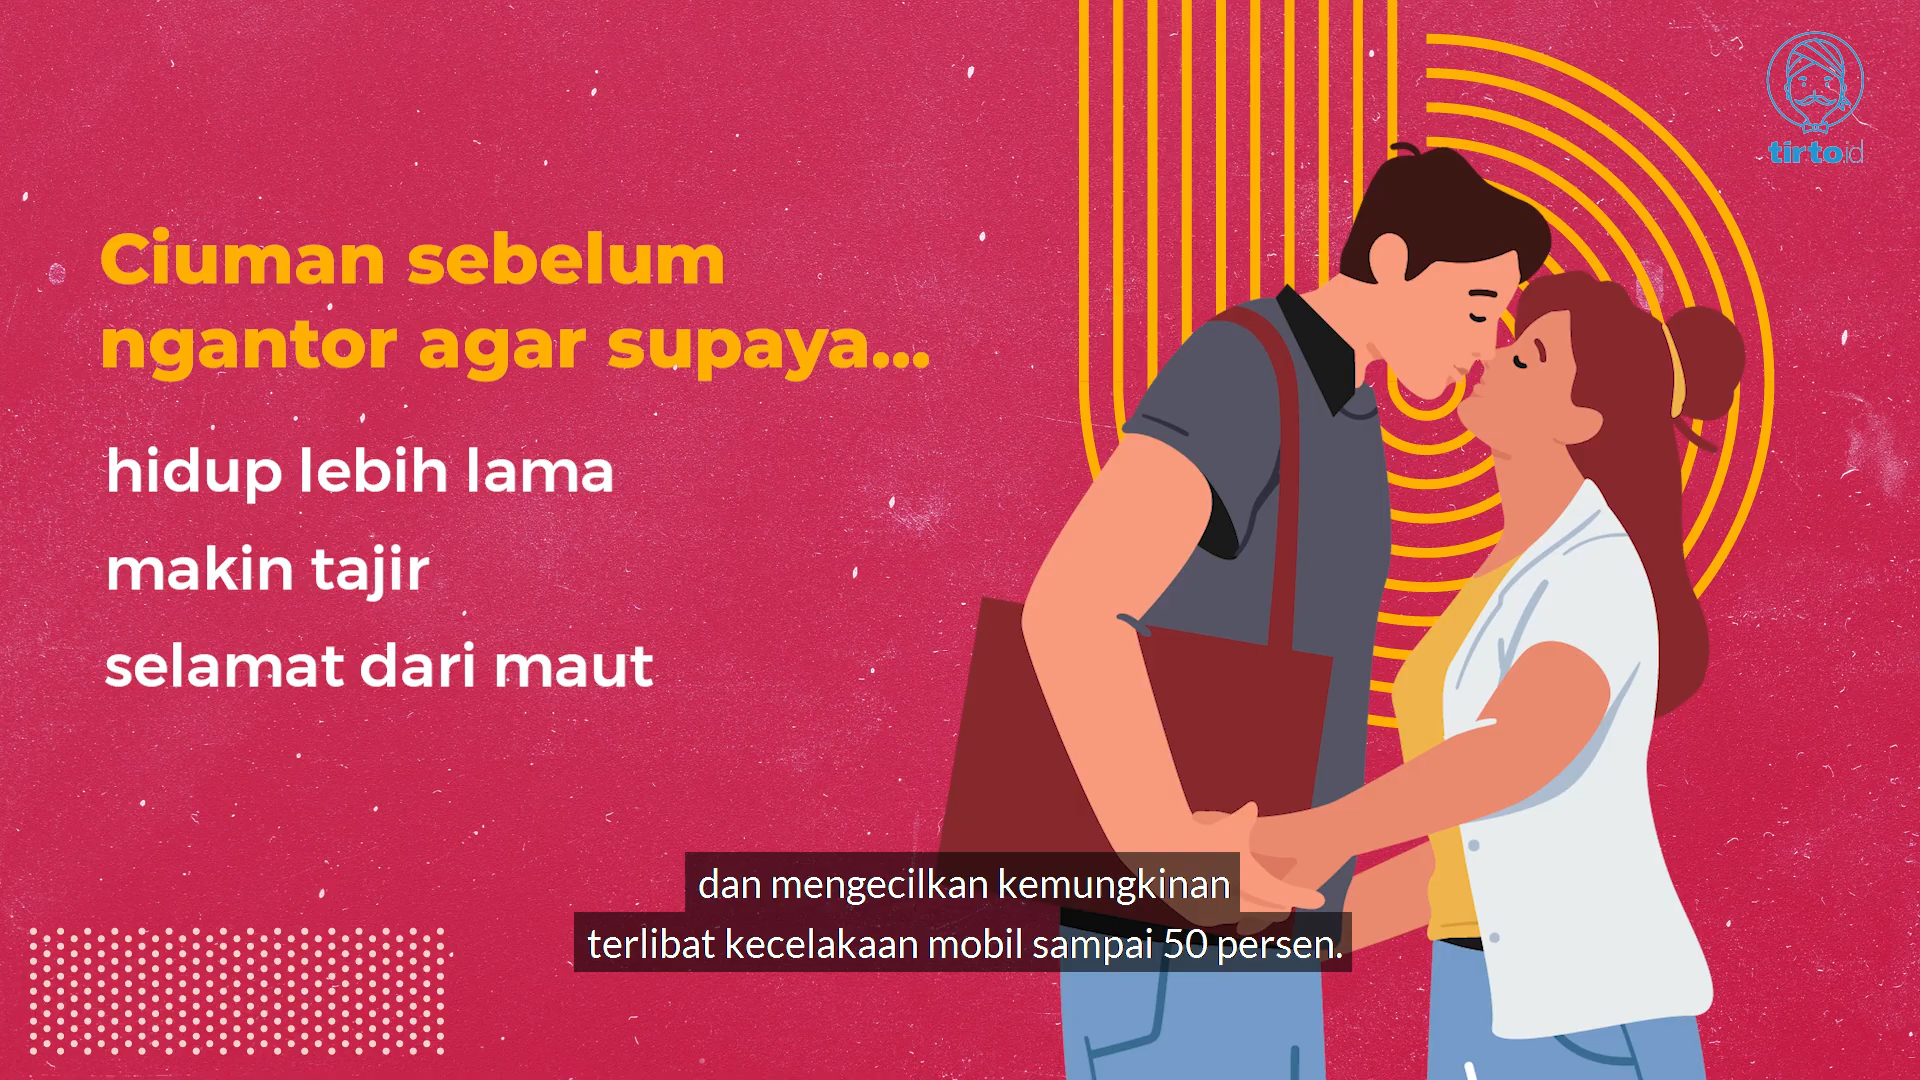 tirto.id
Ciuman sebelum
ngantor agar supaya...
hidup lebih lama
makin tajir
selamat dari maut
dan mengecilkan kemungkinan
terlibat kecelakaan mobil sampai 50 persen.